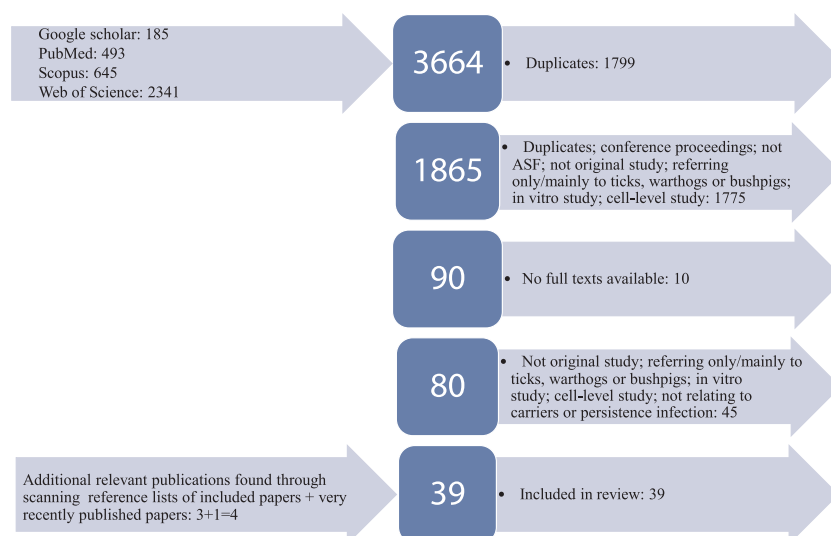 Google scholar: 185
PubMed: 493
Scopus: 645
Web of Science: 2341
3664
• Duplicates: 1799
1865
• Duplicates; conference proceedings; not
ASF; not original study; referring
only/mainly to ticks, warthogs or bushpigs;
in vitro study; cell-level study: 1775
90
• No full texts available: 10
80
• Not original study; referring only/mainly to
ticks, warthogs or bushpigs; in vitro
study; cell-level study; not relating to
carriers or persistence infection: 45
Additional relevant publications found through
scanning reference lists of included papers + very
recently published papers: 3+1=4
39
• Included in review: 39